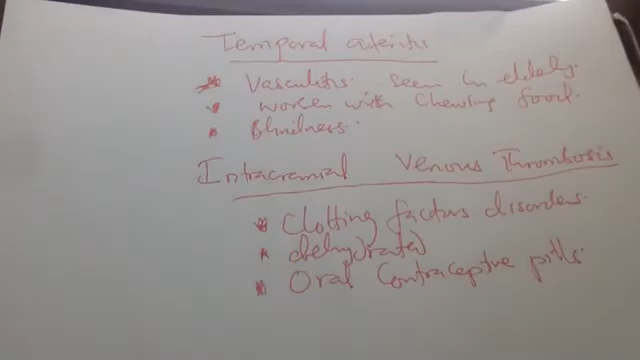 Temporal arteritis
* Vasculitis. seen in elderly.
* worsen with chewing food.
* Blindness.
Intracranial Venous Thrombosis
* Clotting factors disorders.
* dehydrated
* Oral Contraceptive pills.